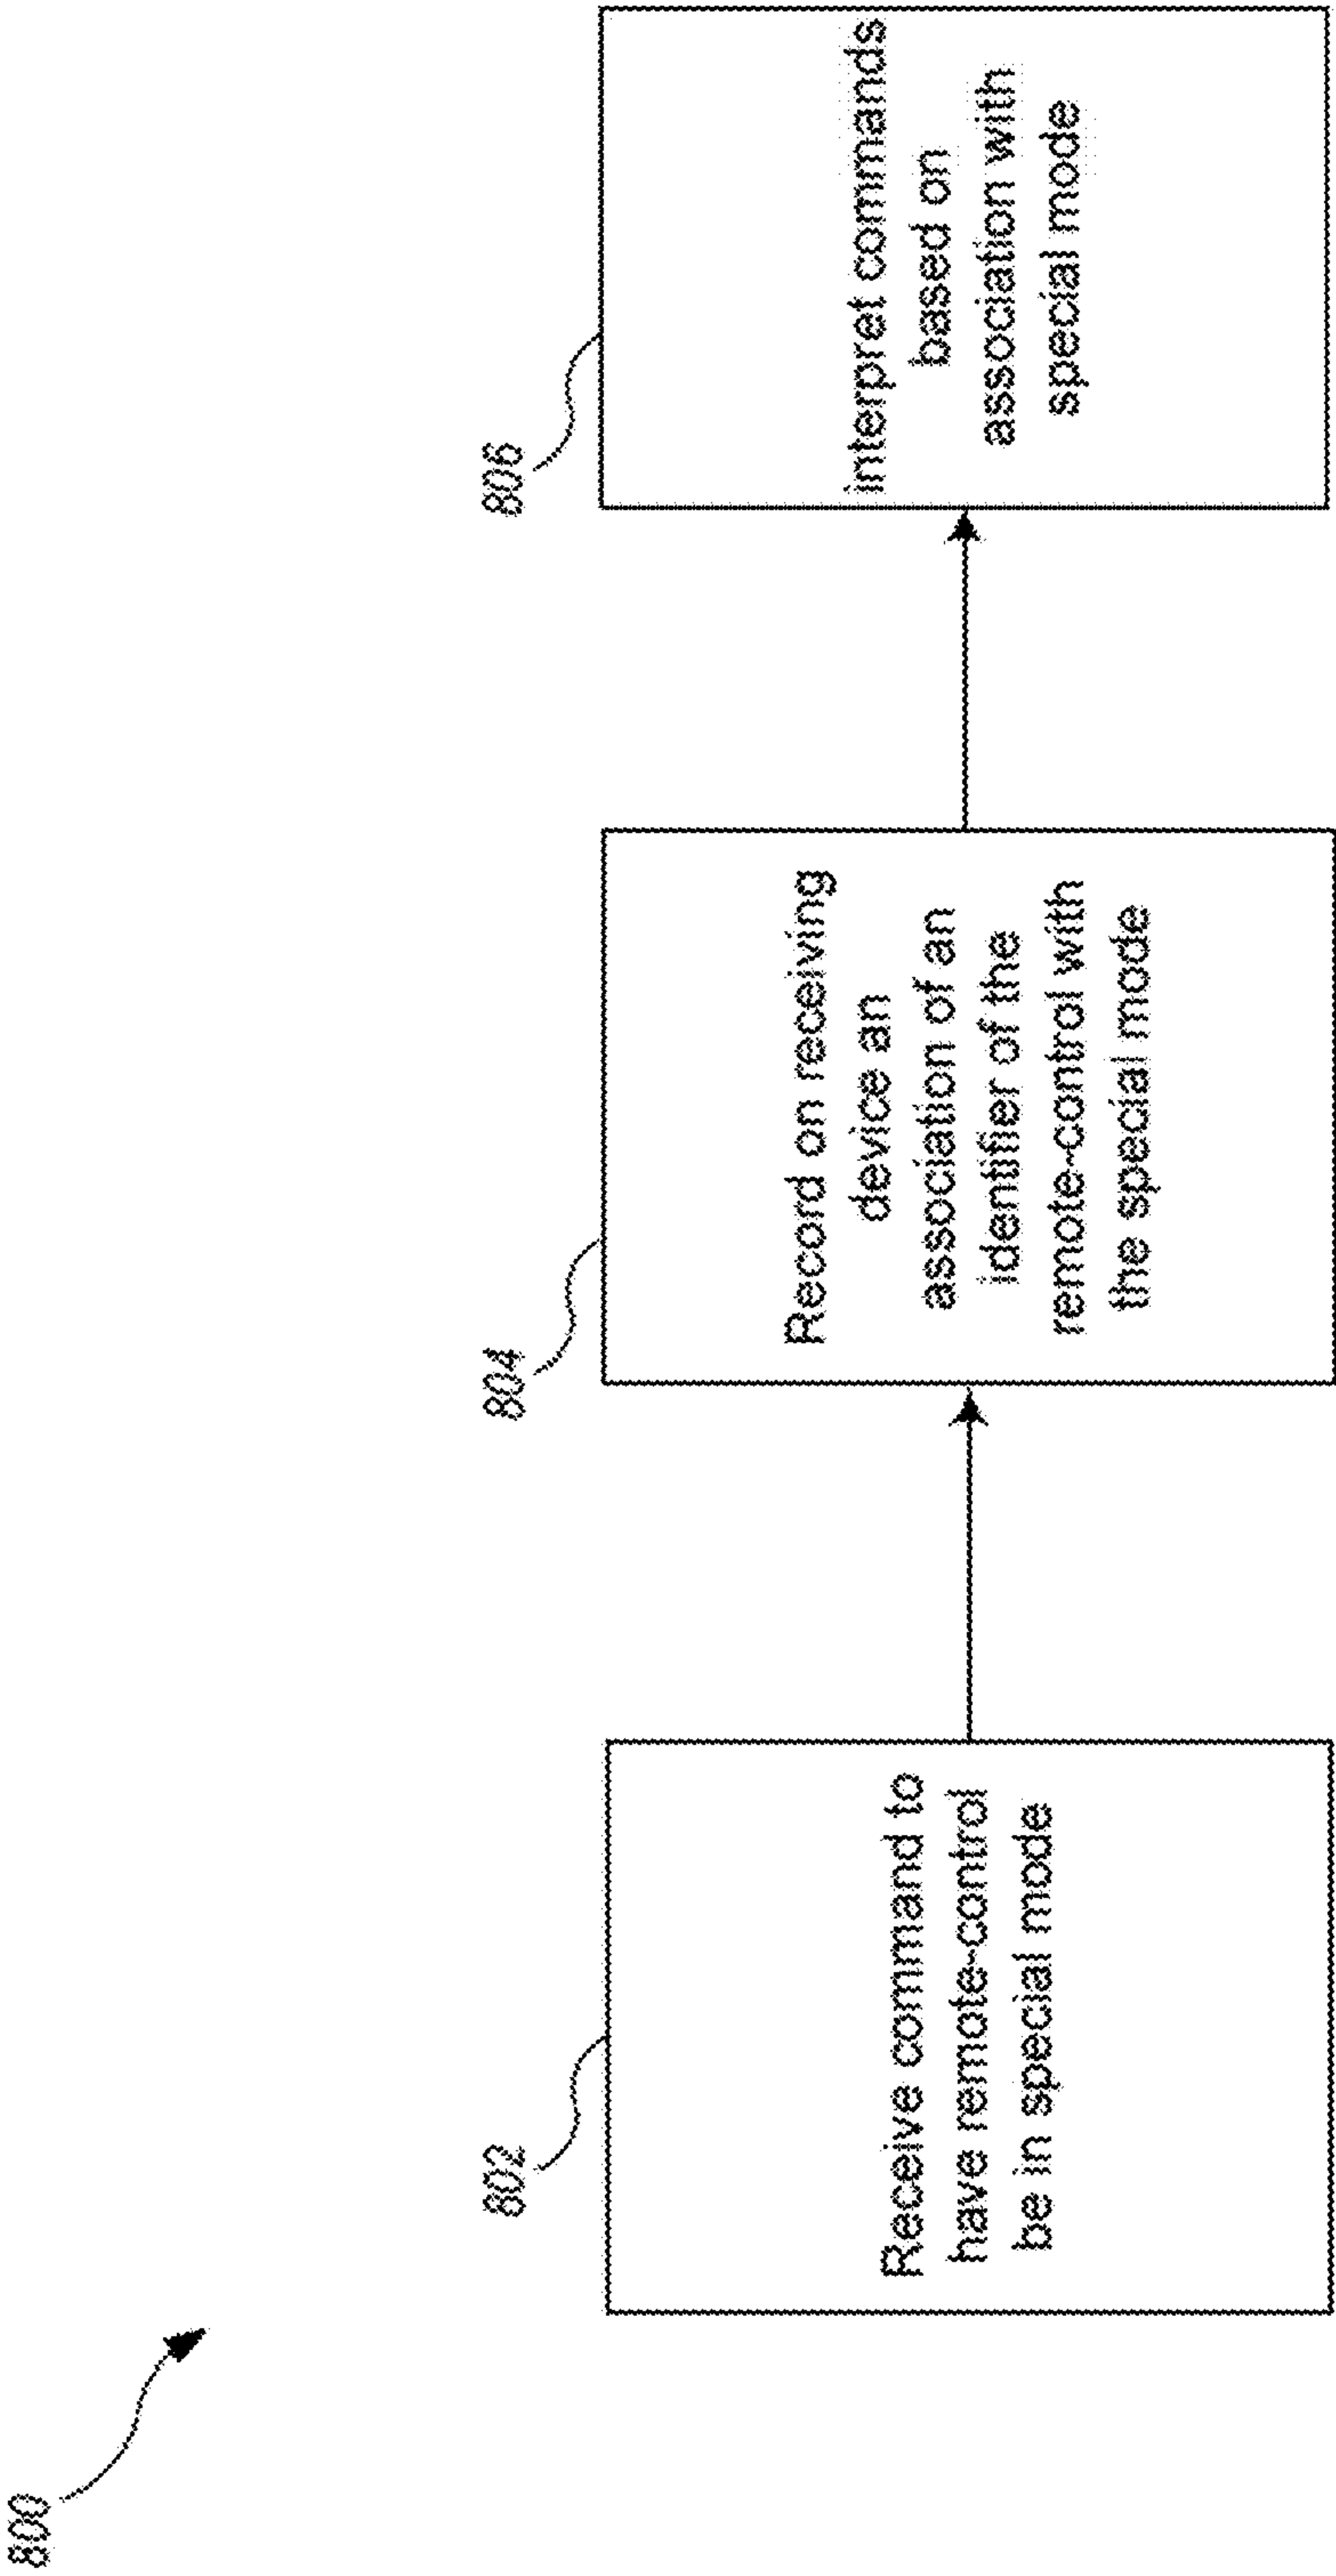 800
802
Receive command to
have remote-control
be in special mode
804
Record on receiving
device an
association of an
identifier of the
remote-control with
the special mode
806
interpret commands
based on
association with
special mode